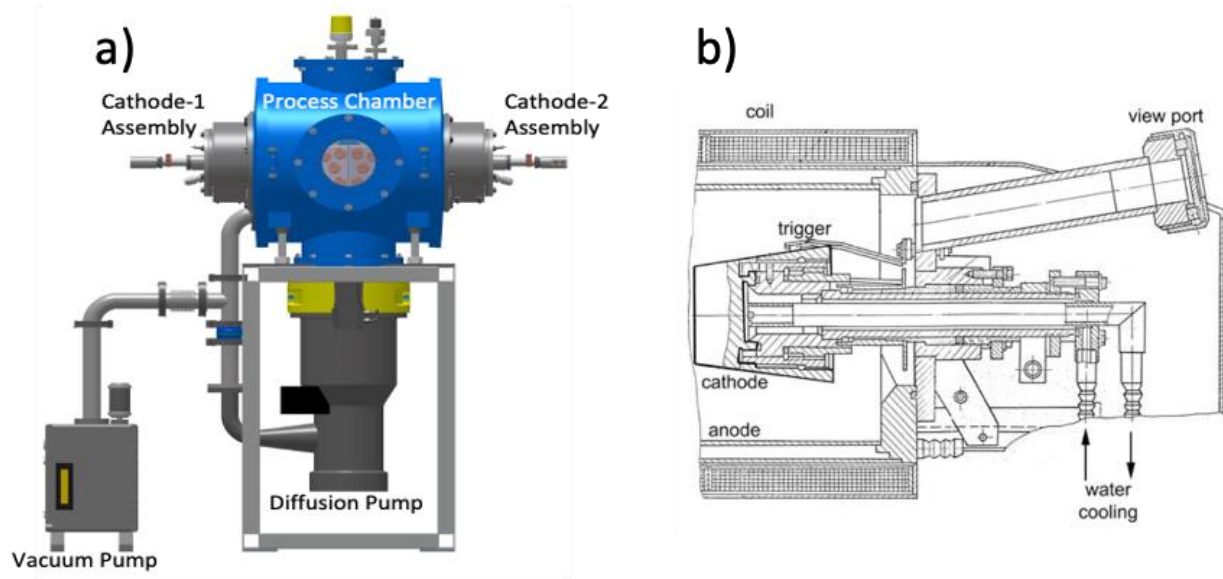 a)
Cathode-1
Assembly
Process Chamber
Cathode-2
Assembly
Diffusion Pump
Vacuum Pump
b)
coil
view port
trigger
cathode
anode
water
cooling